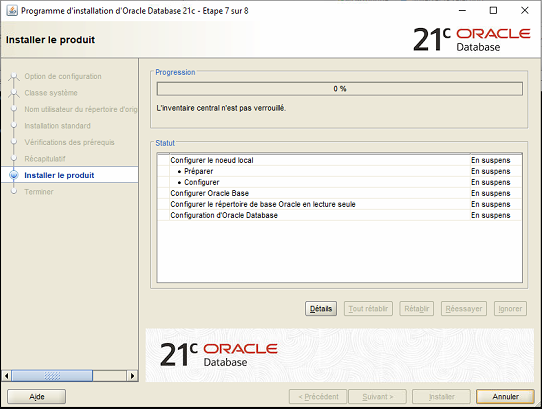 Programme d'installation d'Oracle Database 21c - Etape 7 sur 8
Installer le produit
21c ORACLE
Database
Option de configuration
Classe système
Nom utilisateur du répertoire d'orig
Installation standard
Vérifications des prérequis
Récapitulatif
Installer le produit
Terminer
Progression
0 %
L'inventaire central n'est pas verrouillé.
Statut
Configurer le noeud local En suspens
• Préparer En suspens
• Configurer En suspens
Configurer Oracle Base En suspens
Configurer le répertoire de base Oracle en lecture seule En suspens
Configuration d'Oracle Database En suspens
Détails Tout rétablir Rétablir Réessayer Ignorer
21c ORACLE
Database
Aide < Précédent Suivant > Installer Annuler